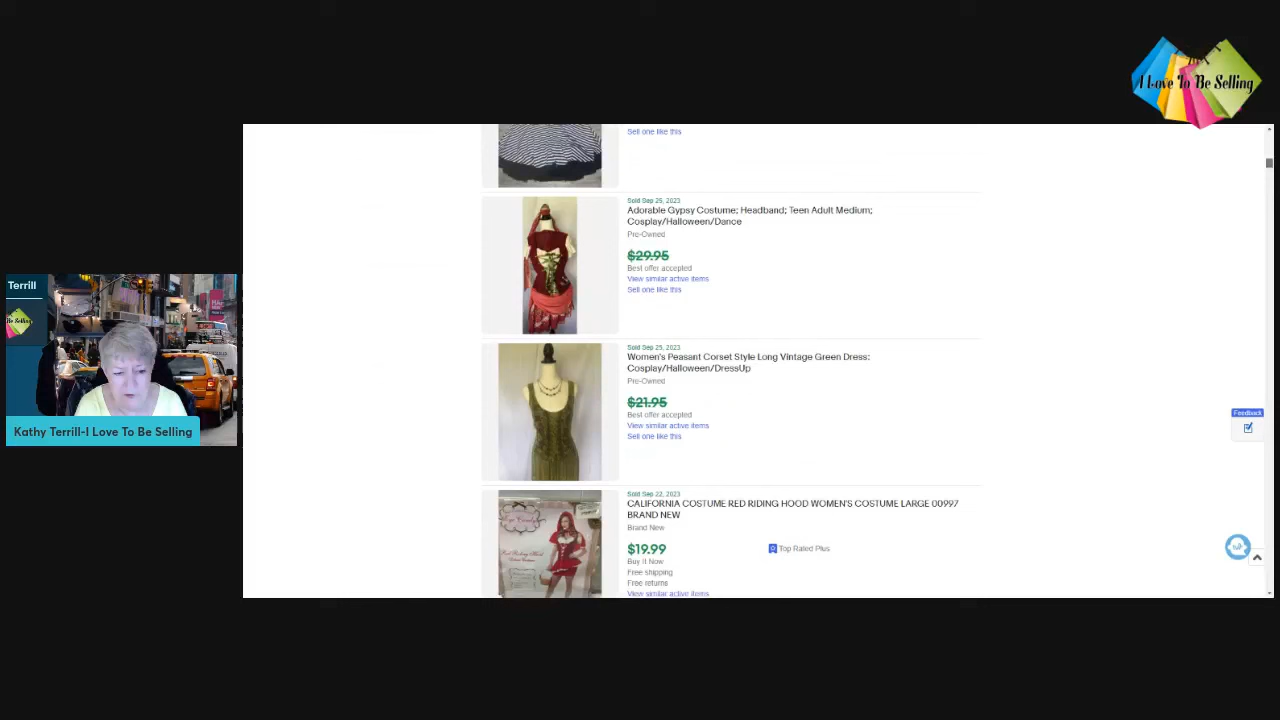 I Love To Be Selling
Sell one like this
Sold Sep 25, 2023
Adorable Gypsy Costume; Headband; Teen Adult Medium;
Cosplay/Halloween/Dance
Pre-Owned
$29.95
Best offer accepted
View similar active items
Sell one like this
Sold Sep 25, 2023
Women's Peasant Corset Style Long Vintage Green Dress:
Cosplay/Halloween/DressUp
Pre-Owned
$21.95
Best offer accepted
View similar active items
Sell one like this
Sold Sep 22, 2023
CALIFORNIA COSTUME RED RIDING HOOD WOMEN'S COSTUME LARGE 00997
BRAND NEW
Brand New
$19.99
Top Rated Plus
Buy It Now
Free shipping
Free returns
View similar active items
Feedback
Terrill
Be Selling
Kathy Terrill-I Love To Be Selling